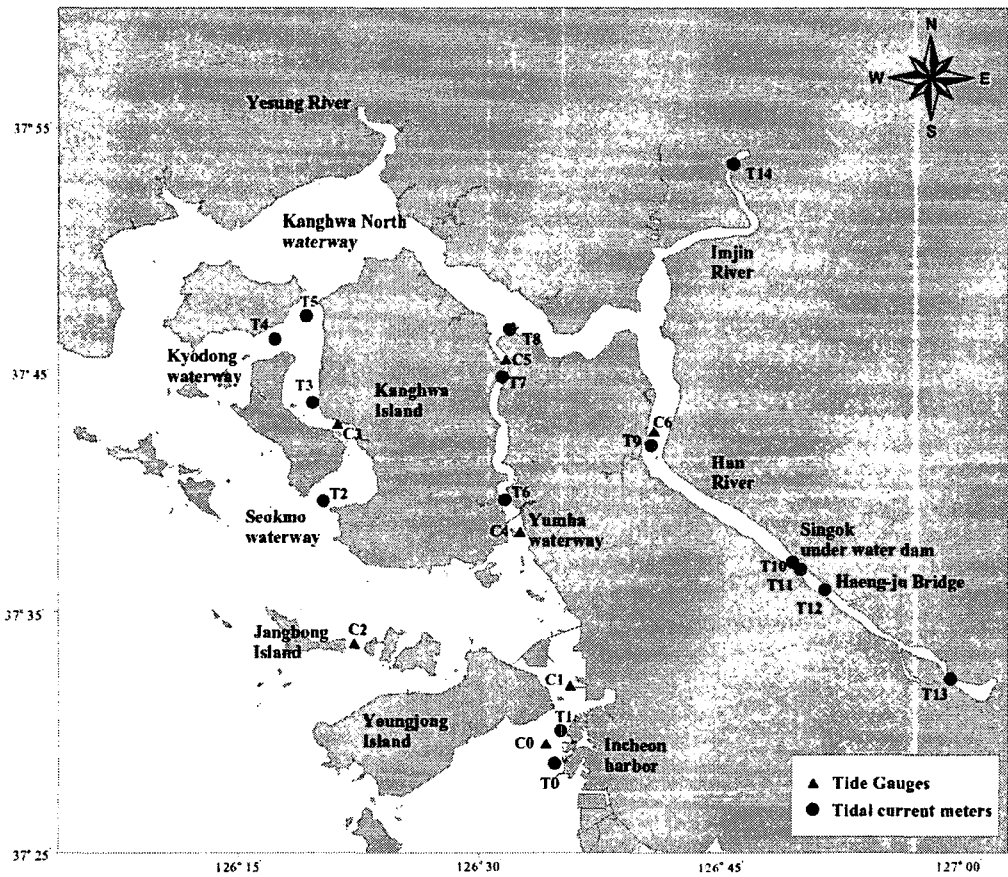 N
W
E
S
Yesung River
37° 55'
T14
Kanghwa North
waterway
Imjin
River
T5
T4
T8
Kyodong
waterway
C5
37° 45'
T7
T3
Kanghwa
Island
C3
C6
T9
Han
River
T2
T6
Seokmo
waterway
C4
Yumha
waterway
Singok
under water dam
T10
T11
Haeng-ju Bridge
T12
37° 35'
Jangbong
Island
C2
C1
T13
Youngjong
Island
T1
C0
Incheon
harbor
T0
Tide Gauges
Tidal current meters
37° 25'
126° 15'
126° 30'
126° 45'
127° 00'